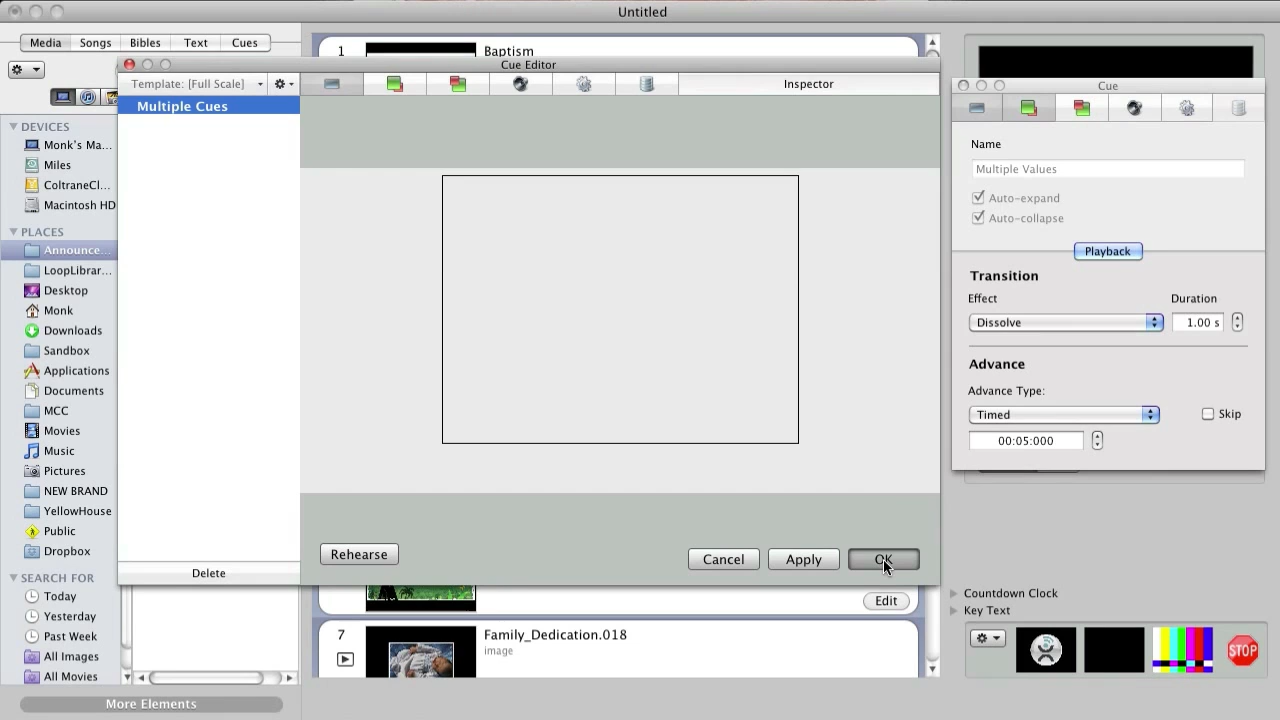 Untitled
Media
Songs
Bibles
Text
Cues
DEVICES
Monk's Ma...
Miles
ColtraneCl...
Macintosh HD
PLACES
Announce...
LoopLibrar...
Desktop
Monk
Downloads
Sandbox
Applications
Documents
MCC
Movies
Music
Pictures
NEW BRAND
YellowHouse
Public
Dropbox
SEARCH FOR
Today
Yesterday
Past Week
All Images
All Movies
More Elements
1
Baptism
Cue Editor
Template: [Full Scale]
Inspector
Multiple Cues
Delete
Rehearse
Cancel
Apply
OK
Edit
7
Family_Dedication.018
image
Cue
Name
Multiple Values
Auto-expand
Auto-collapse
Playback
Transition
Effect
Duration
Dissolve
1.00 s
Advance
Advance Type:
Timed
Skip
00:05:000
Countdown Clock
Key Text
STOP